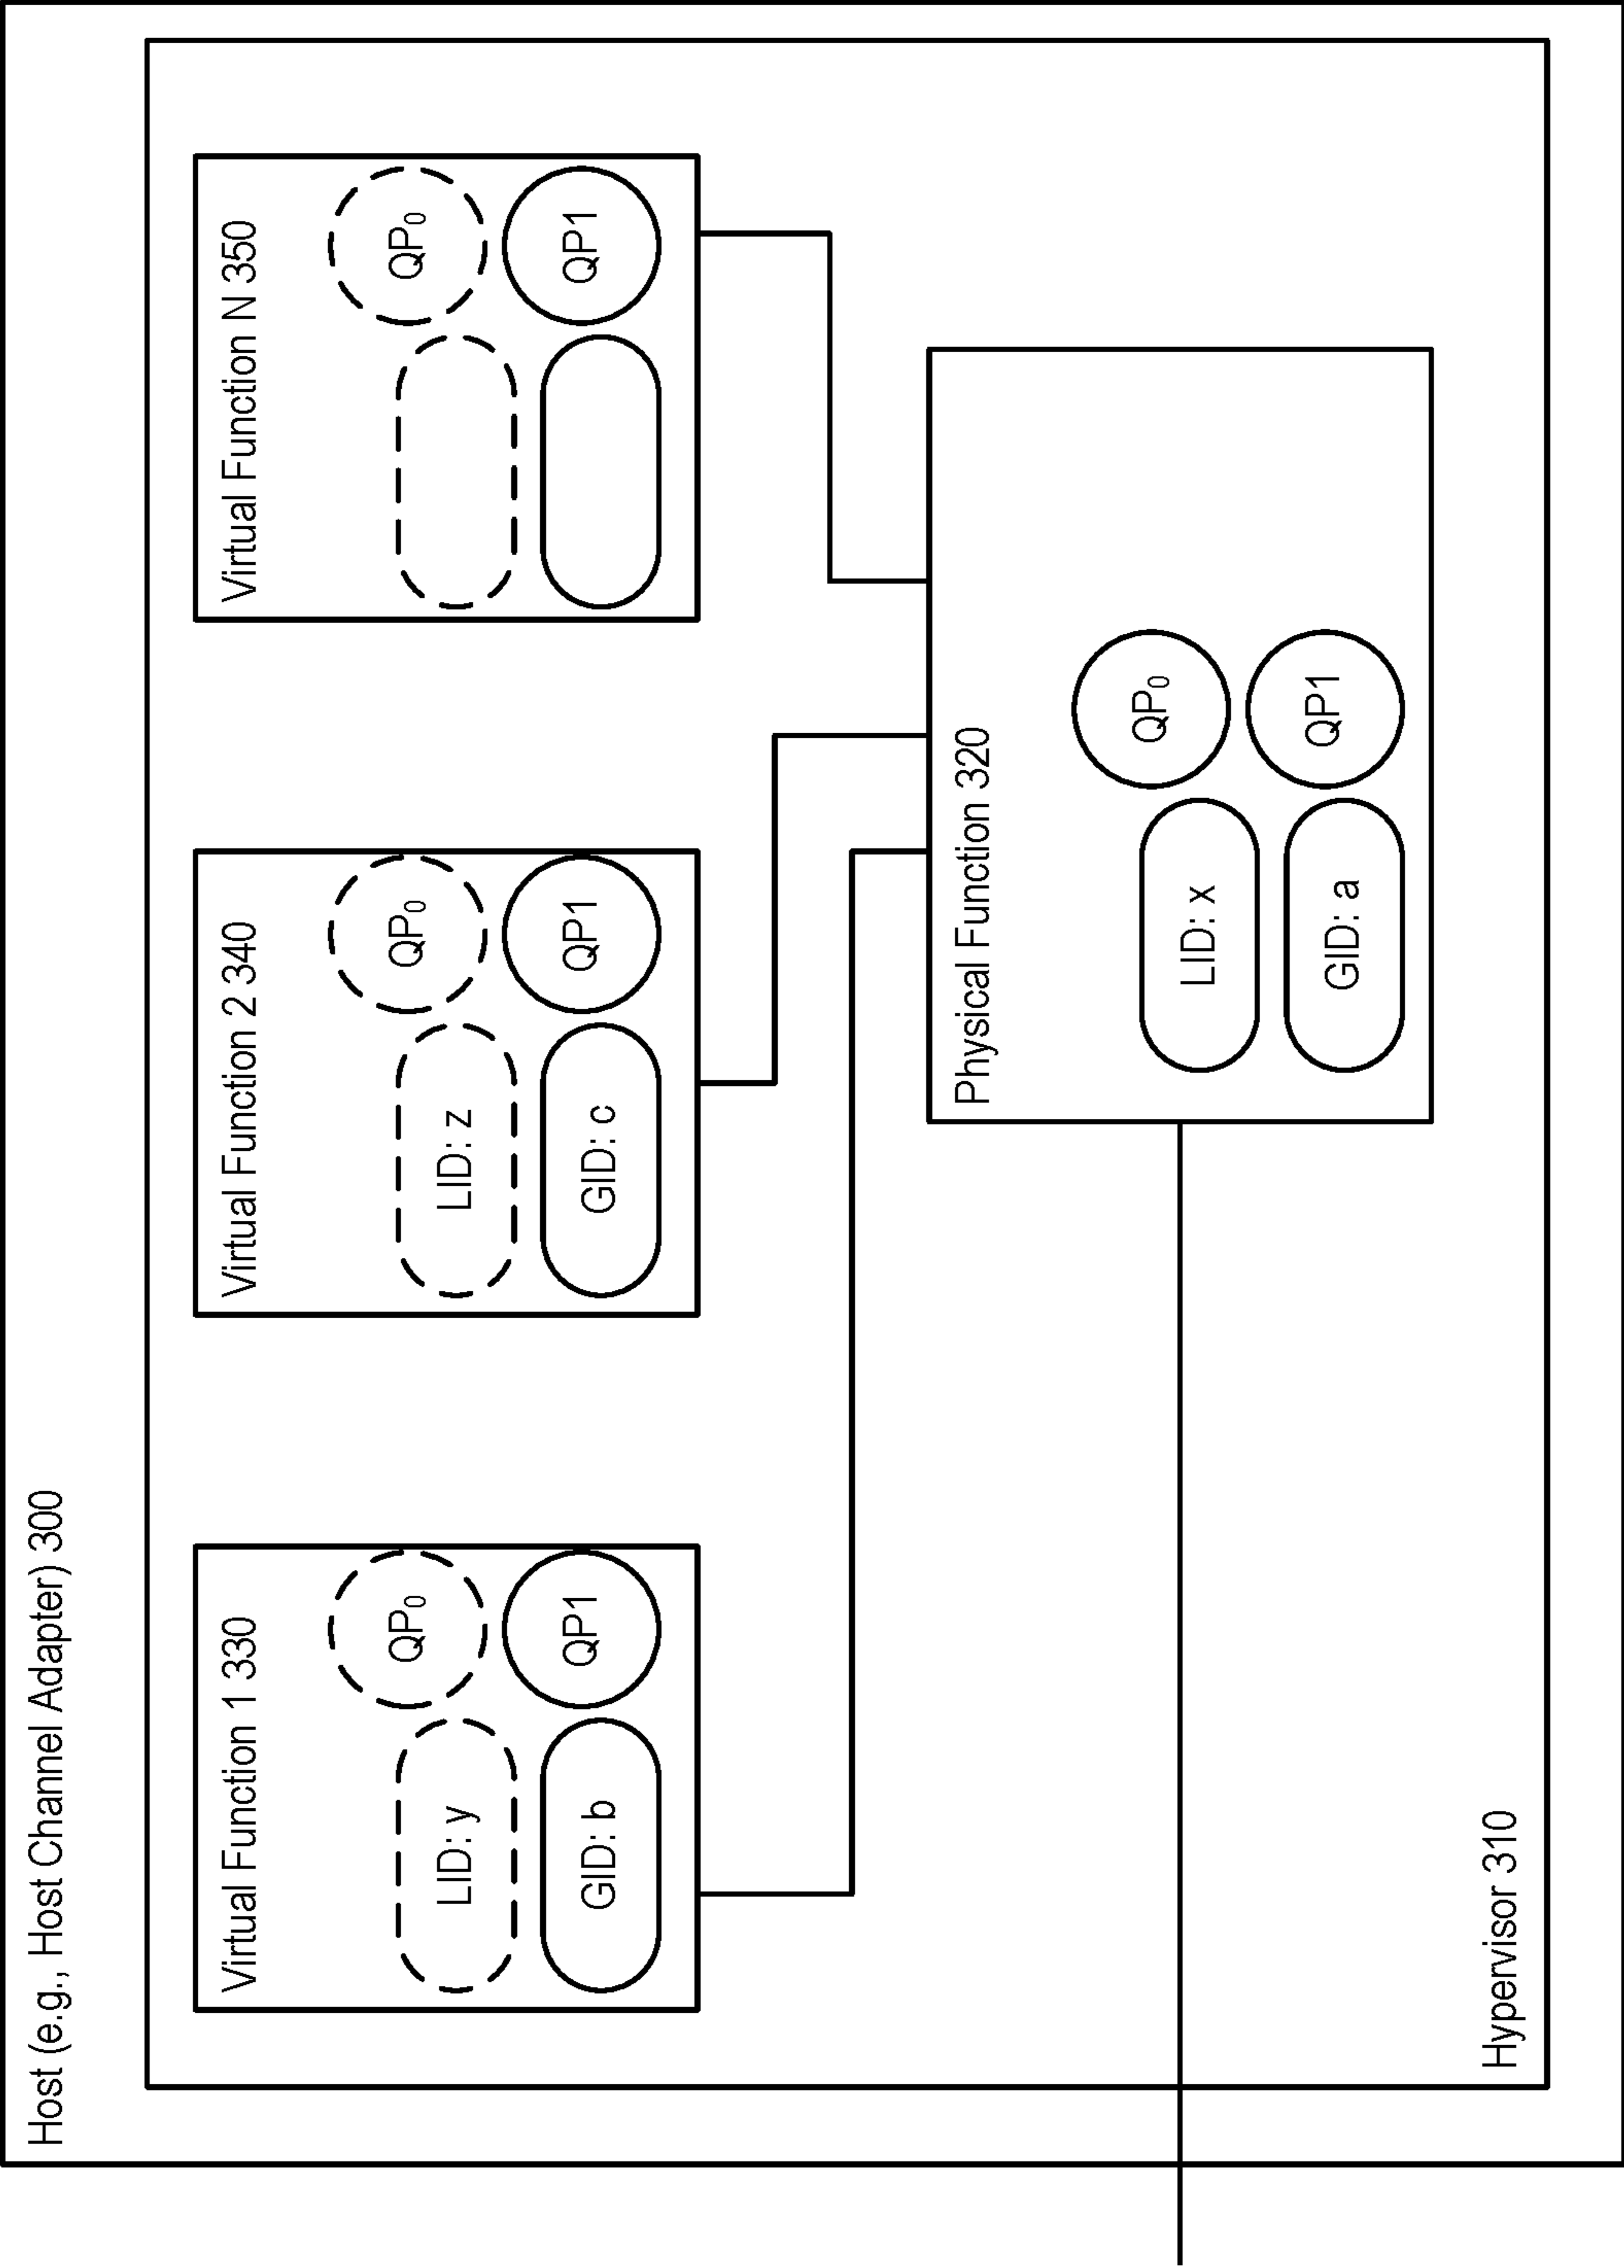 Host (e.g., Host Channel Adapter) 300
Virtual Function 1 330
QP0
LID: y
QP1
GID: b
Virtual Function 2 340
QP0
LID: z
QP1
GID: c
Virtual Function N 350
QP0
QP1
Physical Function 320
QP0
LID: x
QP1
GID: a
Hypervisor 310